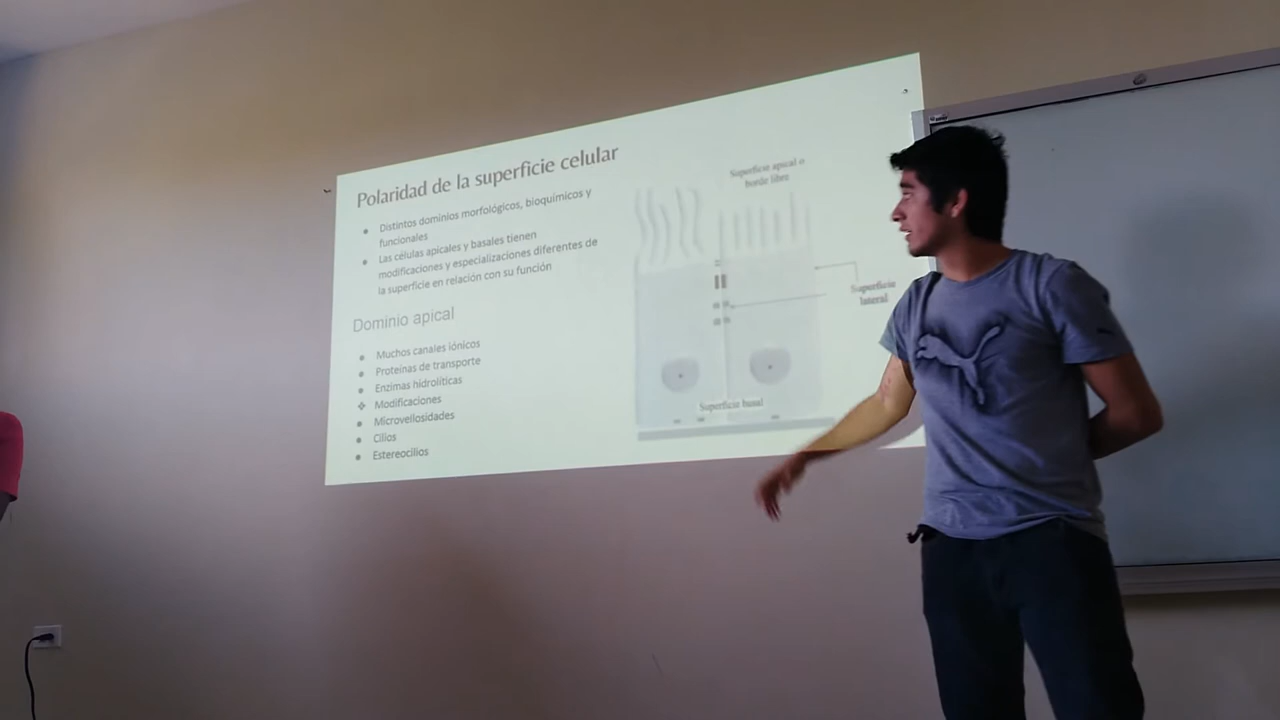 Polaridad de la superficie celular
Distintos dominios morfológicos, bioquímicos y
funcionales
Las células apicales y basales tienen
modificaciones y especializaciones diferentes de
la superficie en relación con su función
Dominio apical
Muchos canales iónicos
Proteinas de transporte
Enzimas hidrolíticas
Modificaciones
Microvellosidades
Cilios
Estereocilios
Superficie apical o
borde libre
Superficie
lateral
Superficie basal